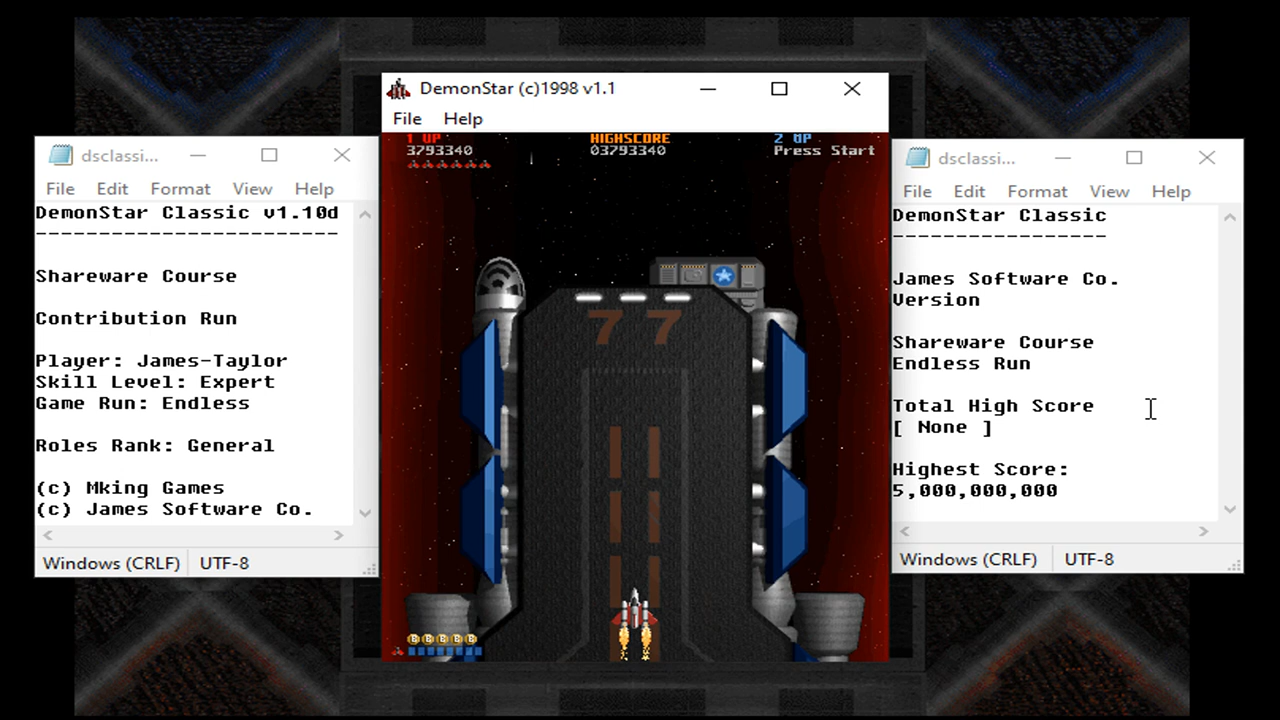 DemonStar (c)1998 v1.1
File Help
1 UP HIGHSCORE 2 UP
3793340 03793340 Press Start
7 7
B B B B B
dsclassi...
File Edit Format View Help
DemonStar Classic v1.10d
------------------------
Shareware Course
Contribution Run
Player: James-Taylor
Skill Level: Expert
Game Run: Endless
Roles Rank: General
(c) Mking Games
(c) James Software Co.
Windows (CRLF) UTF-8
dsclassi...
File Edit Format View Help
DemonStar Classic
-----------------
James Software Co.
Version
Shareware Course
Endless Run
Total High Score
[ None ]
Highest Score:
5,000,000,000
Windows (CRLF) UTF-8